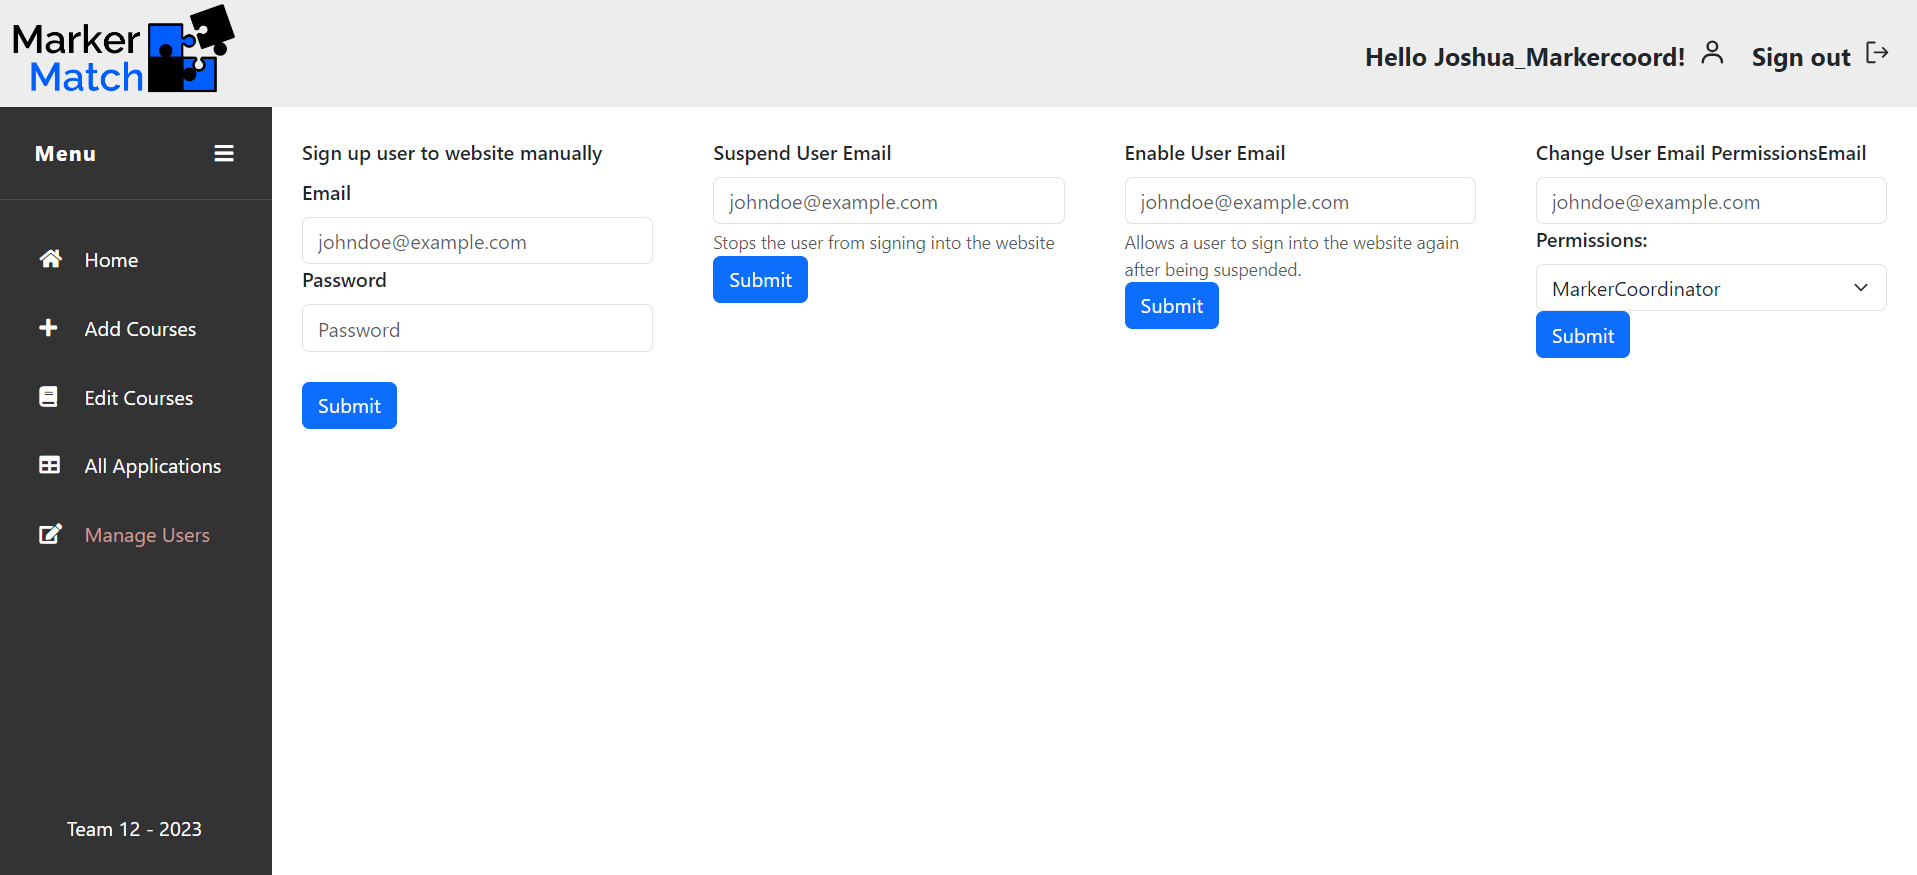 Marker
Match
Hello Joshua_Markercoord!
Sign out
Menu
Home
Add Courses
Edit Courses
All Applications
Manage Users
Team 12 - 2023
Sign up user to website manually
Email
johndoe@example.com
Password
Password
Submit
Suspend User Email
johndoe@example.com
Stops the user from signing into the website
Submit
Enable User Email
johndoe@example.com
Allows a user to sign into the website again
after being suspended.
Submit
Change User Email PermissionsEmail
johndoe@example.com
Permissions:
MarkerCoordinator
Submit